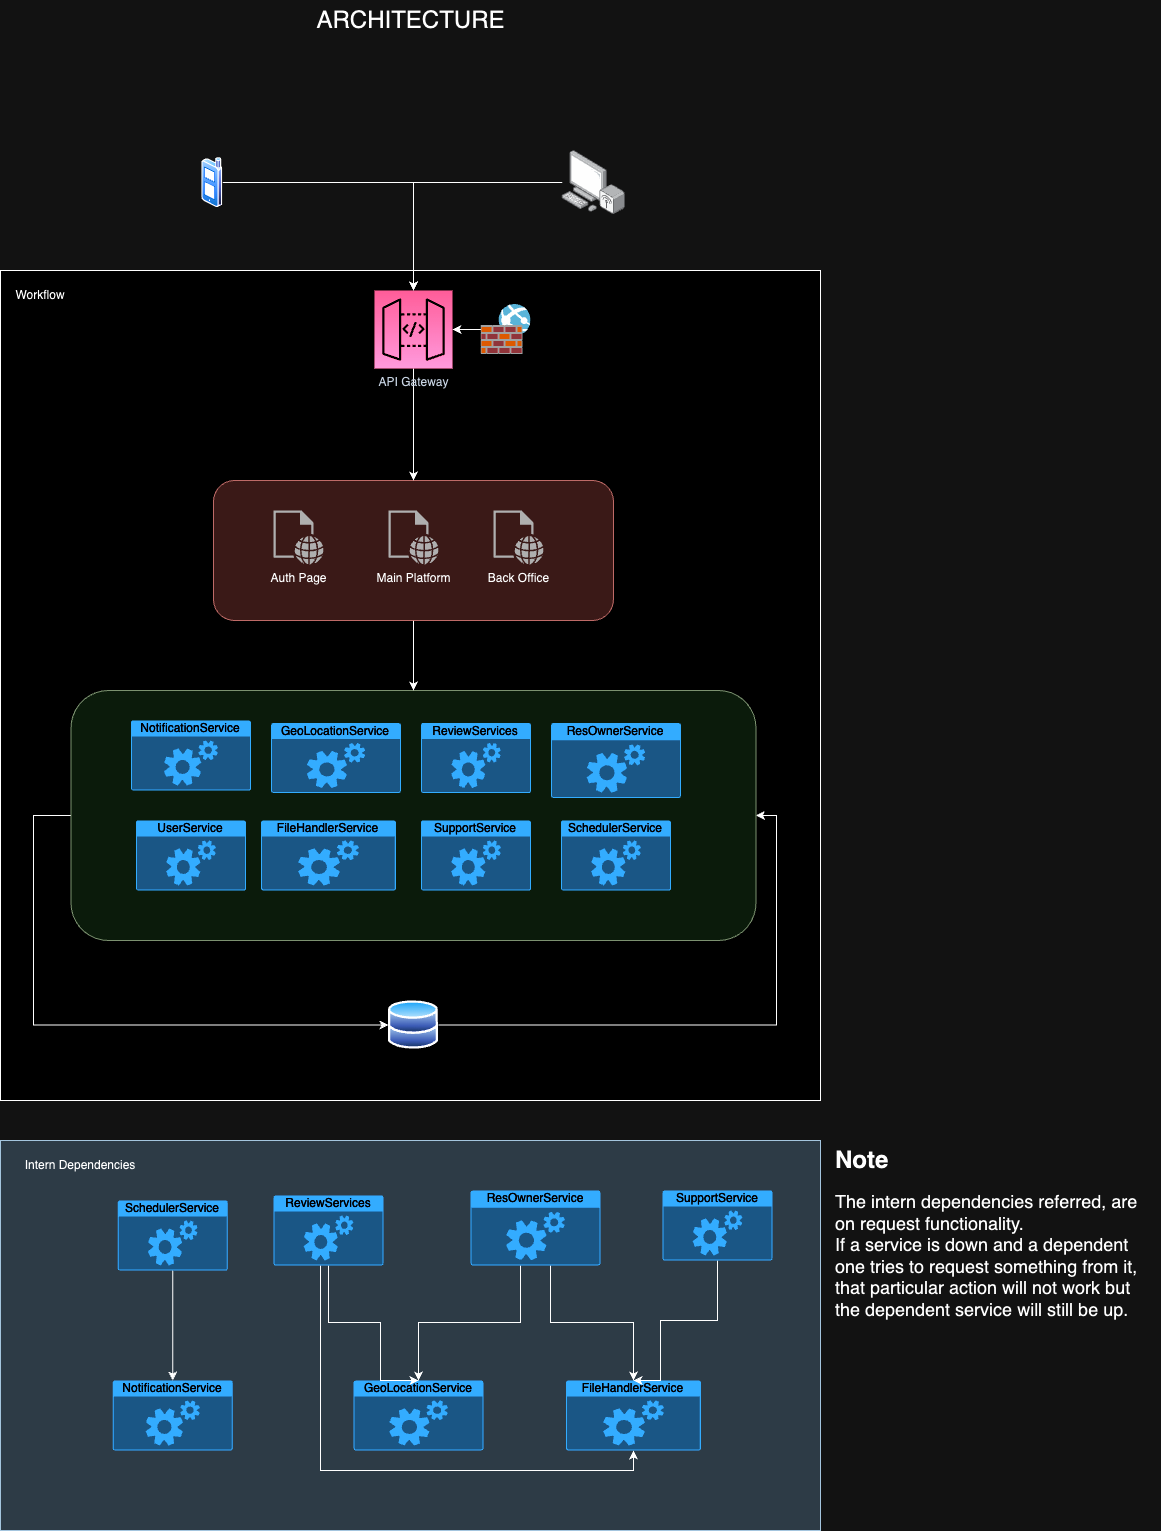 ARCHITECTURE
Workflow
</>
API Gateway
Auth Page
Main Platform
Back Office
NotificationService
GeoLocationService
ReviewServices
ResOwnerService
UserService
FileHandlerService
SupportService
SchedulerService
Intern Dependencies
SchedulerService
ReviewServices
ResOwnerService
SupportService
NotificationService
GeoLocationService
FileHandlerService
Note
The intern dependencies referred, are
on request functionality.
If a service is down and a dependent
one tries to request something from it,
that particular action will not work but
the dependent service will still be up.